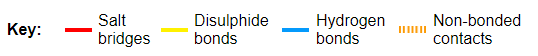 Key:
Salt
bridges
Disulphide
bonds
Hydrogen
bonds
Non-bonded
contacts